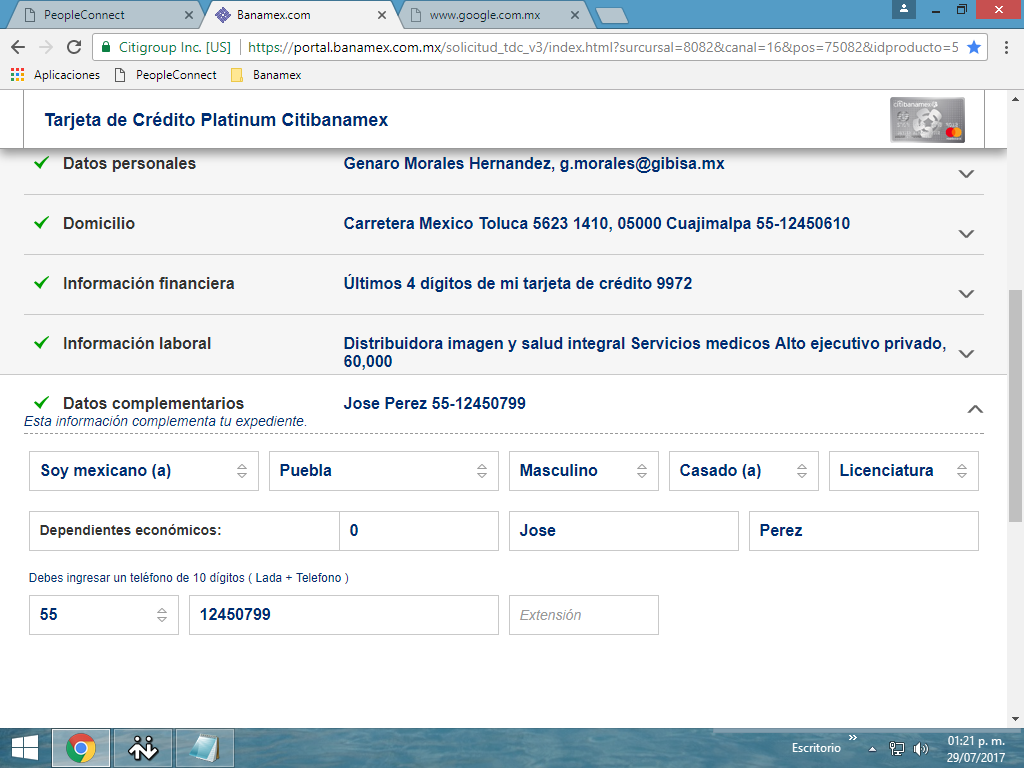 PeopleConnect
Banamex.com
www.google.com.mx
Citigroup Inc. [US] https://portal.banamex.com.mx/solicitud_tdc_v3/index.html?surcursal=8082&canal=16&pos=75082&idproducto=5
Aplicaciones PeopleConnect Banamex
Tarjeta de Crédito Platinum Citibanamex
citibanamex
Datos personales Genaro Morales Hernandez, g.morales@gibisa.mx
Domicilio Carretera Mexico Toluca 5623 1410, 05000 Cuajimalpa 55-12450610
Información financiera Últimos 4 dígitos de mi tarjeta de crédito 9972
Información laboral Distribuidora imagen y salud integral Servicios medicos Alto ejecutivo privado,
60,000
Datos complementarios Jose Perez 55-12450799
Esta información complementa tu expediente.
Soy mexicano (a) Puebla Masculino Casado (a) Licenciatura
Dependientes económicos: 0 Jose Perez
Debes ingresar un teléfono de 10 dígitos ( Lada + Telefono )
55 12450799 Extensión
Escritorio
01:21 p. m.
29/07/2017